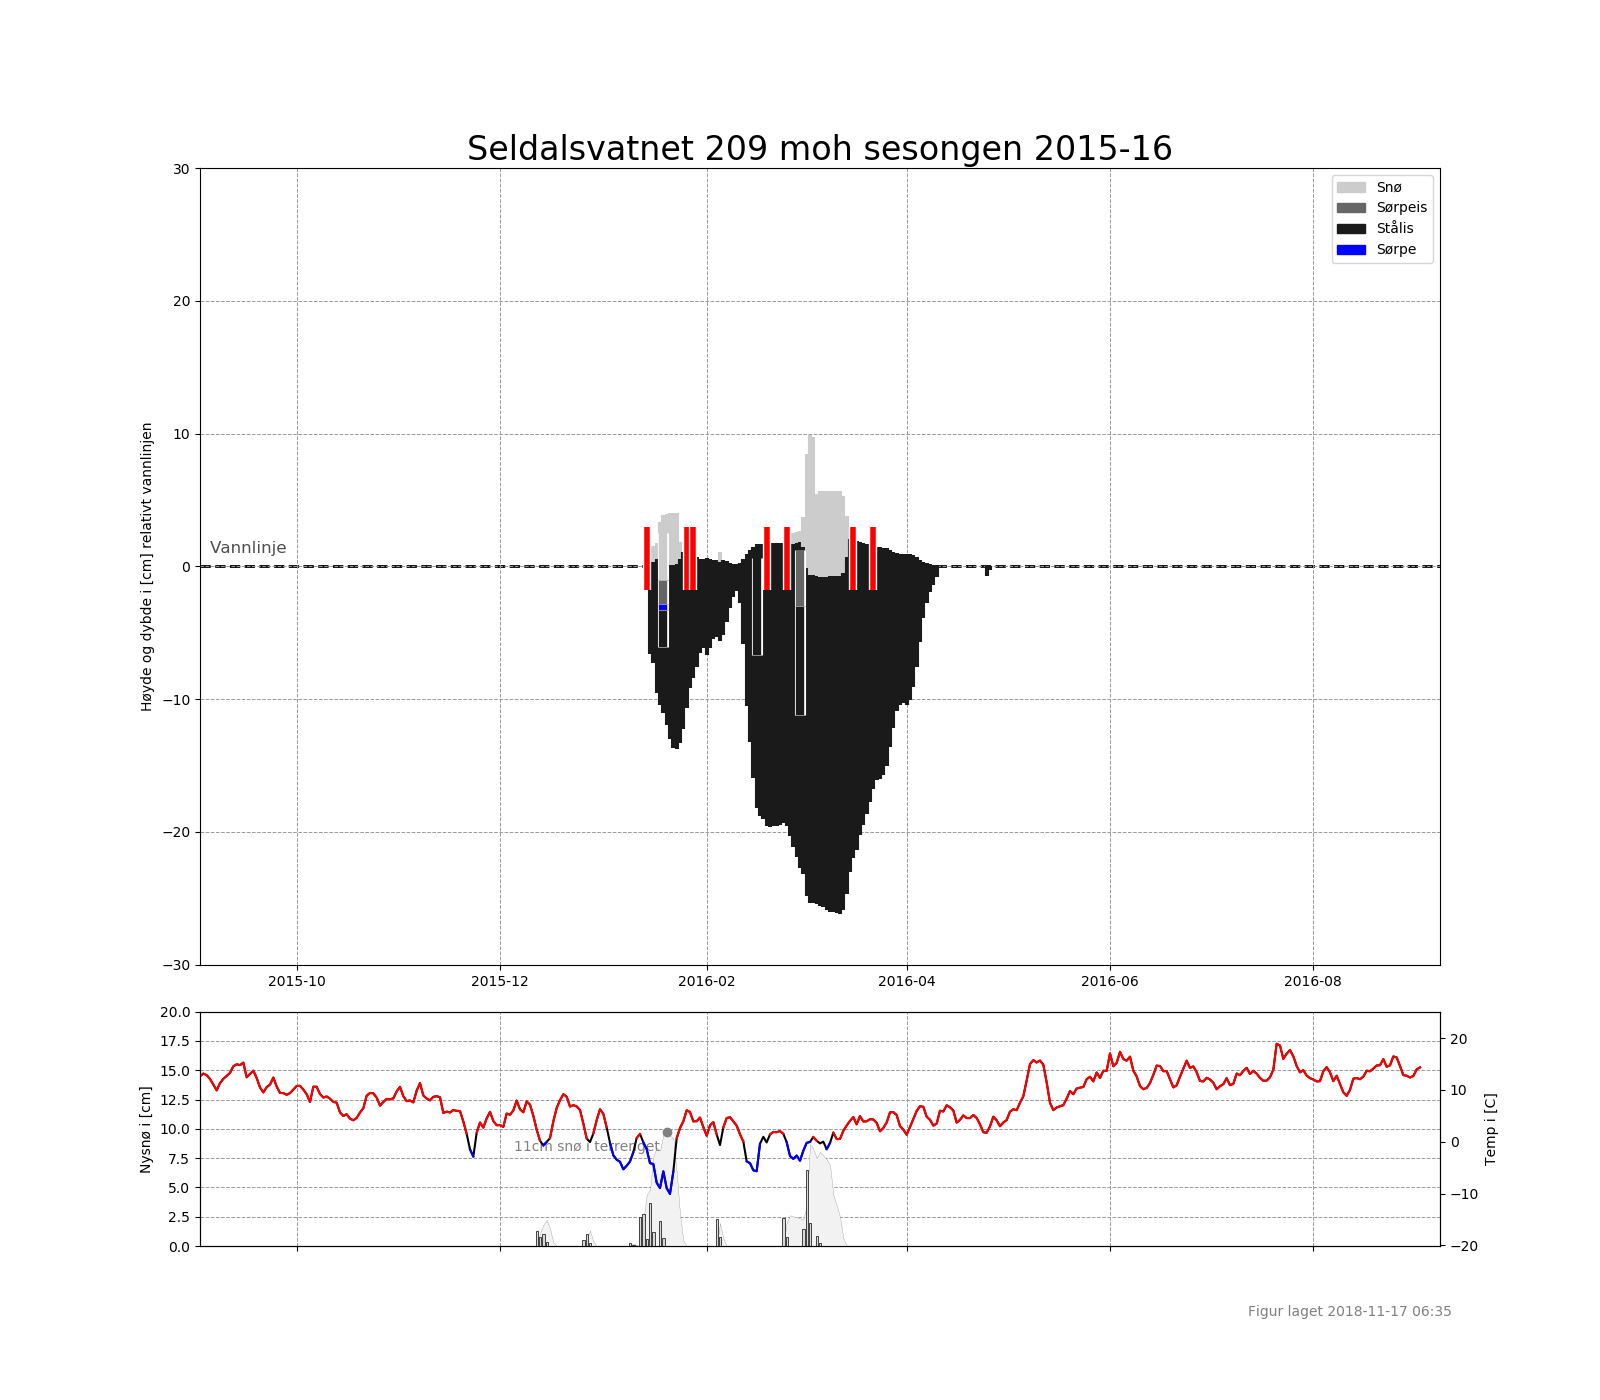 Seldalsvatnet 209 moh sesongen 2015-16
30
20
10
0
−10
−20
−30
Høyde og dybde i [cm] relativt vannlinjen
Vannlinje
Snø
Sørpeis
Stålis
Sørpe
2015-10
2015-12
2016-02
2016-04
2016-06
2016-08
20.0
17.5
15.0
12.5
10.0
7.5
5.0
2.5
0.0
Nysnø i [cm]
11cm snø i terrenget
20
10
0
−10
−20
Temp i [C]
Figur laget 2018-11-17 06:35